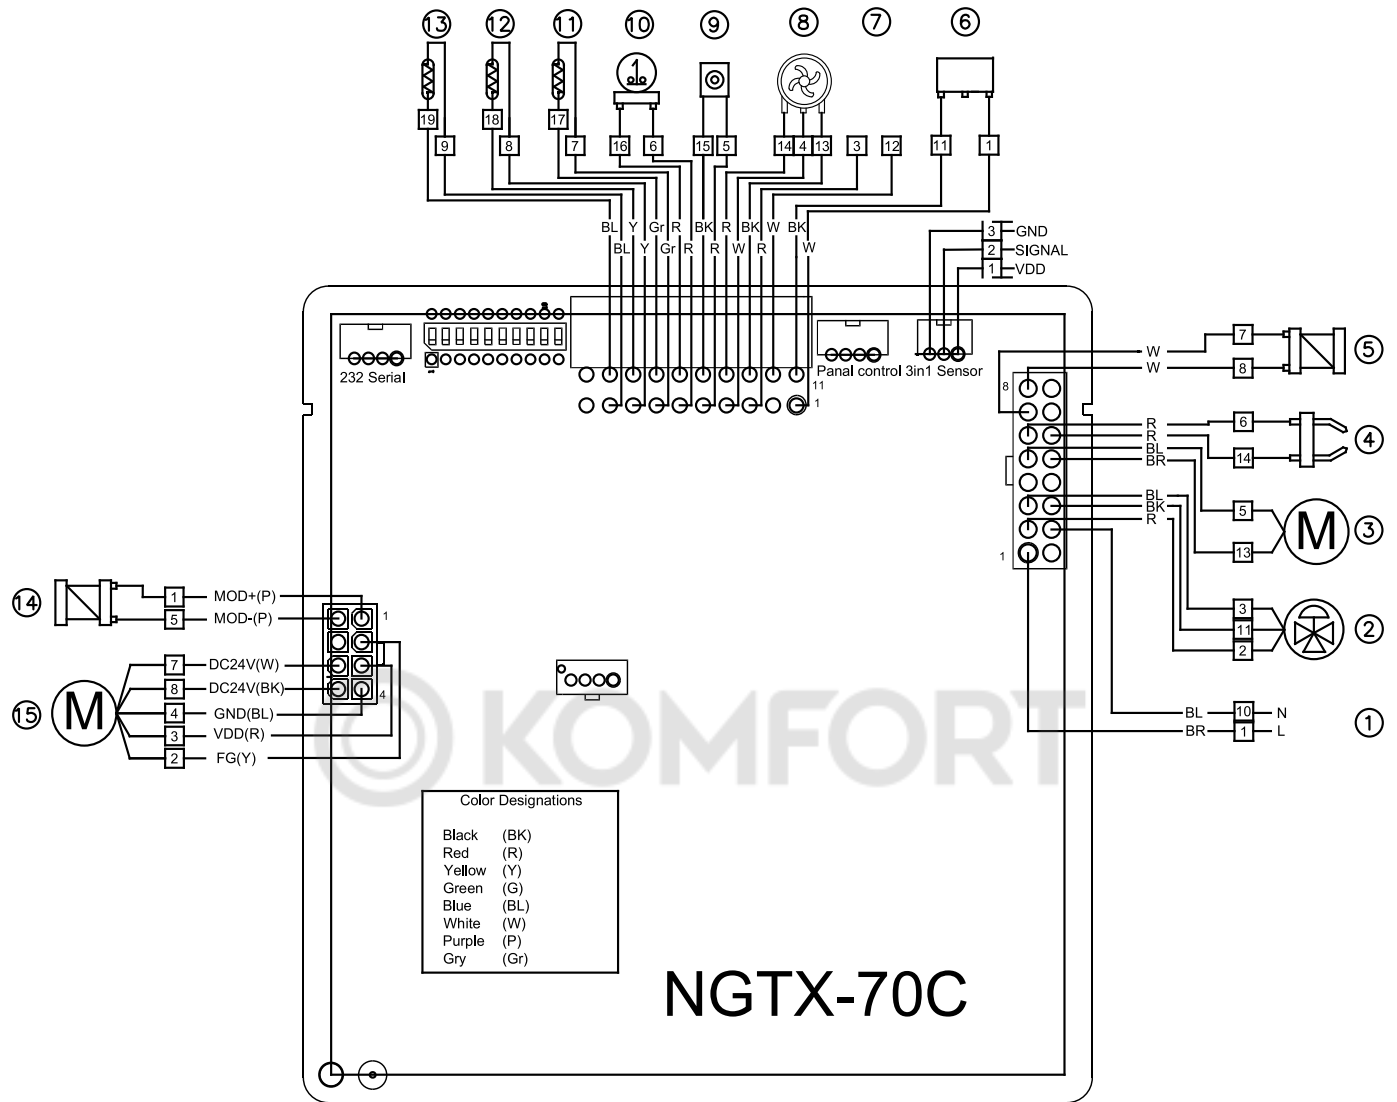 13 12 11 10 9 8 7 6
1
19 18 17
9 8 7 16 6 15 5 14 4 13 3 12 11 1
BL Y Gr R BK R BK W BK
BL Y Gr R R W R W
3 GND
2 SIGNAL
1 VDD
232 Serial
Panal control 3in1 Sensor
11
1
8
W 7
W 8
5
R 6
R 14
4
BL
BR
5
13
M
3
BL
BK
R
1
3
11
2
2
BL 10 N
BR 1 L
1
14
1 MOD+(P)
5 MOD-(P)
1
4
15
M
7 DC24V(W)
8 DC24V(BK)
4 GND(BL)
3 VDD(R)
2 FG(Y)
KOMFORT
Color Designations
Black (BK)
Red (R)
Yellow (Y)
Green (G)
Blue (BL)
White (W)
Purple (P)
Gry (Gr)
NGTX-70C